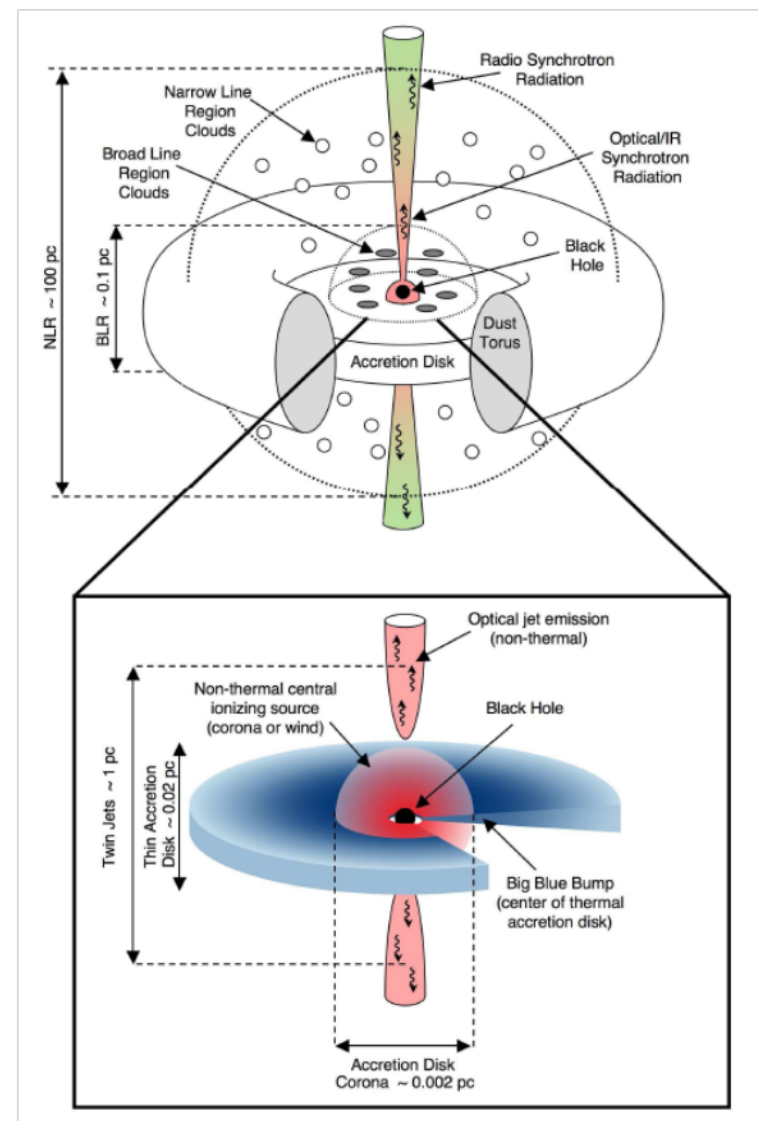 Radio Synchrotron
Radiation
Narrow Line
Region
Clouds
Optical/IR
Synchrotron
Radiation
Broad Line
Region
Clouds
Black
Hole
NLR ~ 100 pc
BLR ~ 0.1 pc
Dust
Torus
Accretion Disk
Optical jet emission
(non-thermal)
Non-thermal central
ionizing source
(corona or wind)
Black Hole
Twin Jets ~ 1 pc
Thin Accretion
Disk ~ 0.02 pc
Big Blue Bump
(center of thermal
accretion disk)
Accretion Disk
Corona ~ 0.002 pc